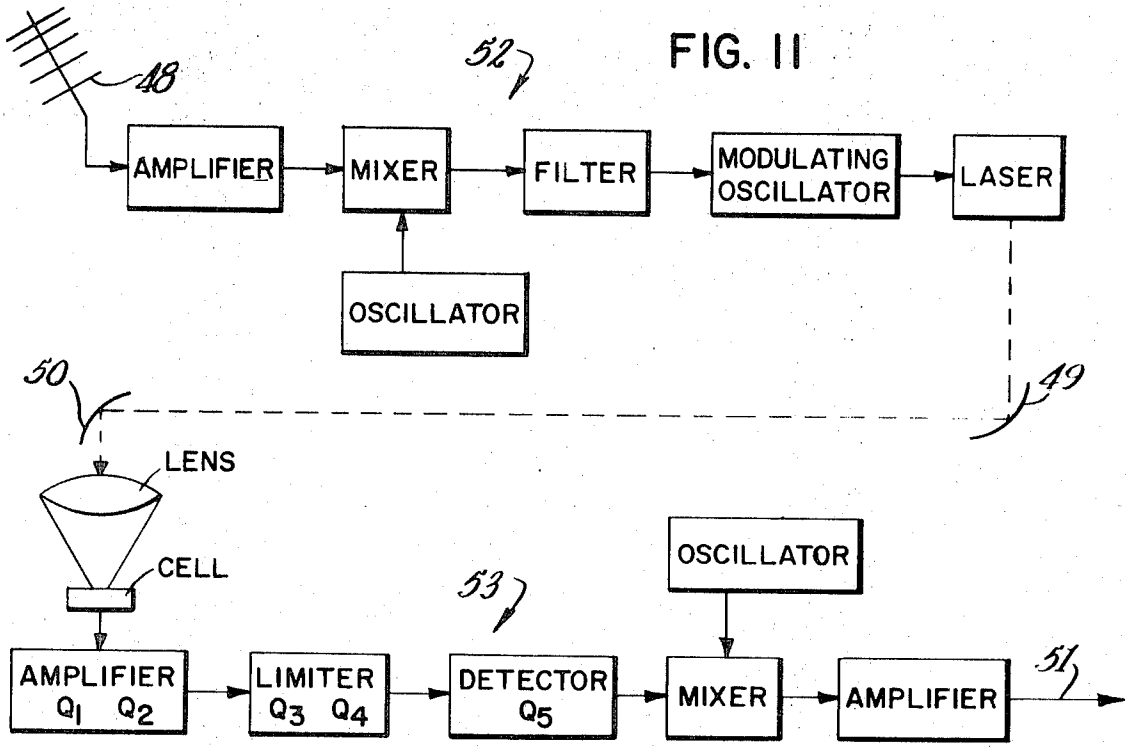 FIG. 11
48
52
AMPLIFIER
MIXER
FILTER
MODULATING
OSCILLATOR
LASER
OSCILLATOR
50
49
LENS
CELL
53
OSCILLATOR
AMPLIFIER
Q1 Q2
LIMITER
Q3 Q4
DETECTOR
Q5
MIXER
AMPLIFIER
51